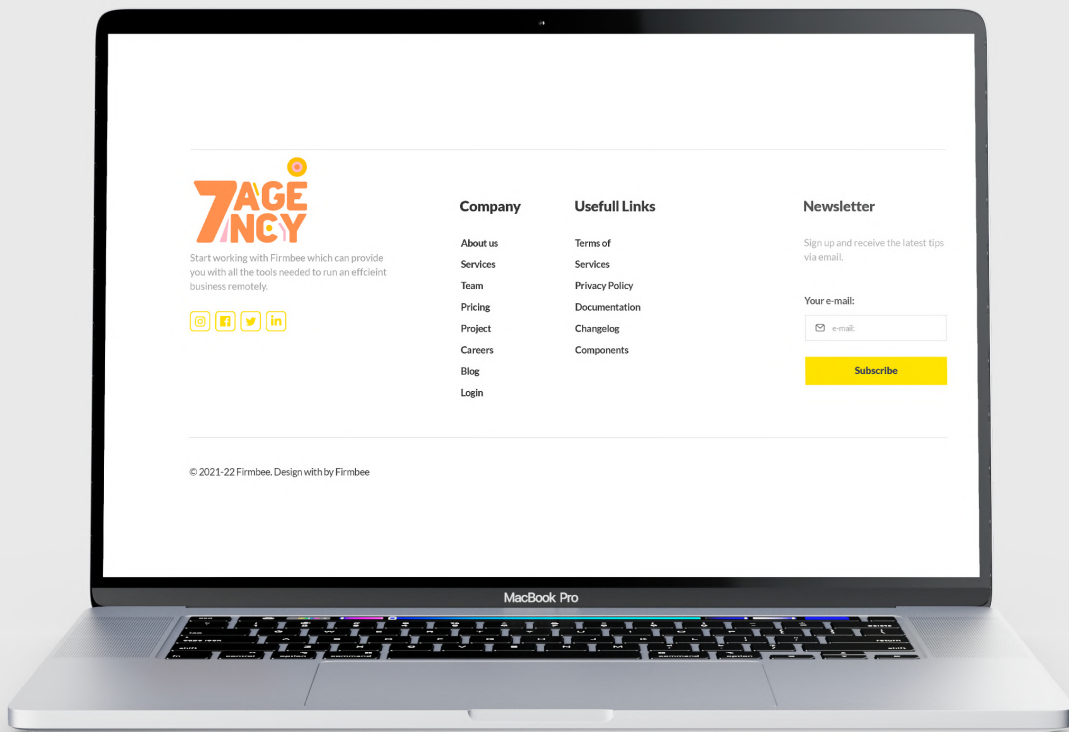 7AGE
NCY
Start working with Firmbee which can provide
you with all the tools needed to run an effcieint
business remotely.
Company
About us
Services
Team
Pricing
Project
Careers
Blog
Login
Usefull Links
Terms of
Services
Privacy Policy
Documentation
Changelog
Components
Newsletter
Sign up and receive the latest tips
via email.
Your e-mail:
e-mail:
Subscribe
© 2021-22 Firmbee. Design with by Firmbee
MacBook Pro